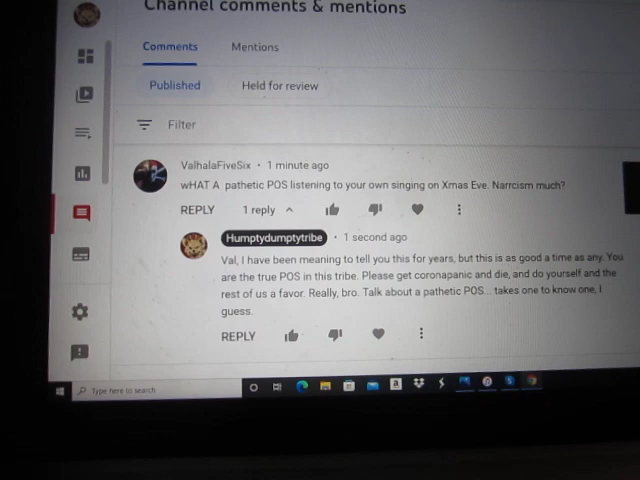 Channel comments & mentions
Comments Mentions
Published Held for review
Filter
ValhalaFiveSix • 1 minute ago
wHAT A pathetic POS listening to your own singing on Xmas Eve. Narrcism much?
REPLY 1 reply
Humptydumptytribe • 1 second ago
Val, I have been meaning to tell you this for years, but this is as good a time as any. You
are the true POS in this tribe. Please get coronapanic and die, and do yourself and the
rest of us a favor. Really, bro. Talk about a pathetic POS... takes one to know one, I
guess.
REPLY
Type here to search